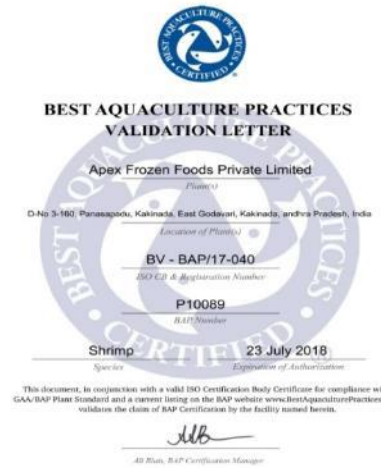 BEST AQUACULTURE PRACTICES
CERTIFIED
BEST AQUACULTURE PRACTICES
VALIDATION LETTER
Apex Frozen Foods Private Limited
Plant(s)
D-No 3-160, Panasapadu, Kakinada, East Godavari, Kakinada, andhra Pradesh, India
Location of Plant(s)
BV - BAP/17-040
ISO CB & Registration Number
P10089
BAP Number
Shrimp 23 July 2018
Species Expiration of Authorization
This document, in conjunction with a valid ISO Certification Body Certificate for compliance wi
GAA/BAP Plant Standard and a current listing on the BAP website www.BestAquaculturePractices
validates the claim of BAP Certification by the facility named herein.
BAP Certification Manager
BEST AQUACULTURE PRACTICES
CERTIFIED